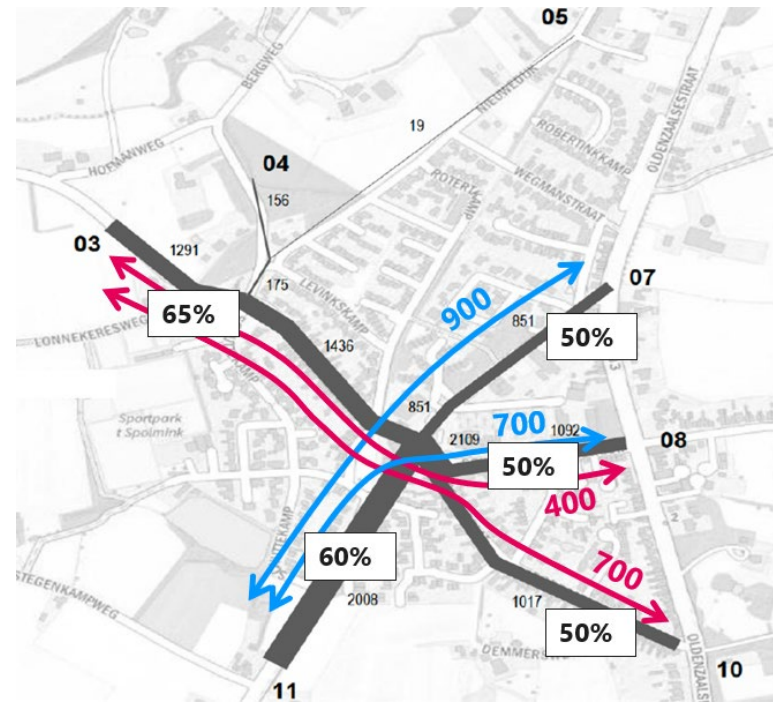 05
BERGWEG
NIEUWEDIJK
OLDENZAALSESTRAAT
19
ROBERTINKKAMP
HOFMANWEG
04
ROTERTKAMP
WEGMANSTRAAT
156
03
1291
175
LEVINKSKAMP
07
65%
900
851
50%
LONNEKERESWEG
1436
3
Sportpark
't Spolmink
851
2109
700
1092
08
50%
400
2
60%
700
STEGENKAMPWEG
2008
1017
50%
10
11